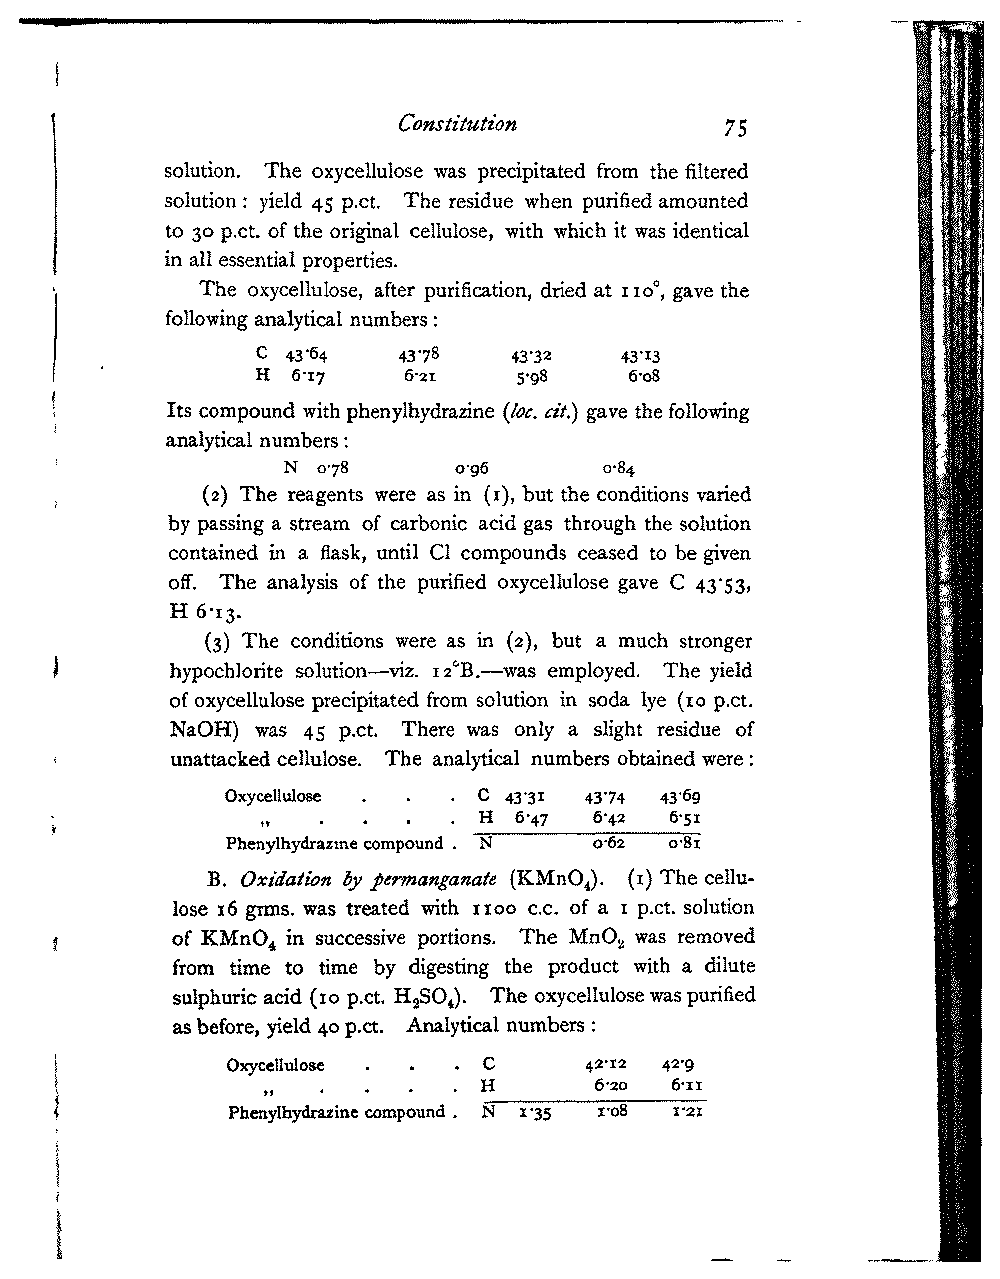 Constitution 75
solution. The oxycellulose was precipitated from the filtered
solution : yield 45 p.ct. The residue when purified amounted
to 30 p.ct. of the original cellulose, with which it was identical
in all essential properties.
The oxycellulose, after purification, dried at 110°, gave the
following analytical numbers :
C 43·64 43·78 43·32 43·13
H 6·17 6·21 5·98 6·08
Its compound with phenylhydrazine (loc. cit.) gave the following
analytical numbers :
N 0·78 0·96 0·84
(2) The reagents were as in (1), but the conditions varied
by passing a stream of carbonic acid gas through the solution
contained in a flask, until Cl compounds ceased to be given
off. The analysis of the purified oxycellulose gave C 43·53,
H 6·13.
(3) The conditions were as in (2), but a much stronger
hypochlorite solution—viz. 12°B.—was employed. The yield
of oxycellulose precipitated from solution in soda lye (10 p.ct.
NaOH) was 45 p.ct. There was only a slight residue of
unattacked cellulose. The analytical numbers obtained were :
Oxycellulose . . . C 43·31 43·74 43·69
„ . . . . H 6·47 6·42 6·51
Phenylhydrazine compound . N 0·62 0·81
B. Oxidation by permanganate (KMnO₄). (1) The cellu-
lose 16 grms. was treated with 1100 c.c. of a 1 p.ct. solution
of KMnO₄ in successive portions. The MnO₂ was removed
from time to time by digesting the product with a dilute
sulphuric acid (10 p.ct. H₂SO₄). The oxycellulose was purified
as before, yield 40 p.ct. Analytical numbers :
Oxycellulose . . . C 42·12 42·9
„ . . . . H 6·20 6·11
Phenylhydrazine compound . N 1·35 1·08 1·21